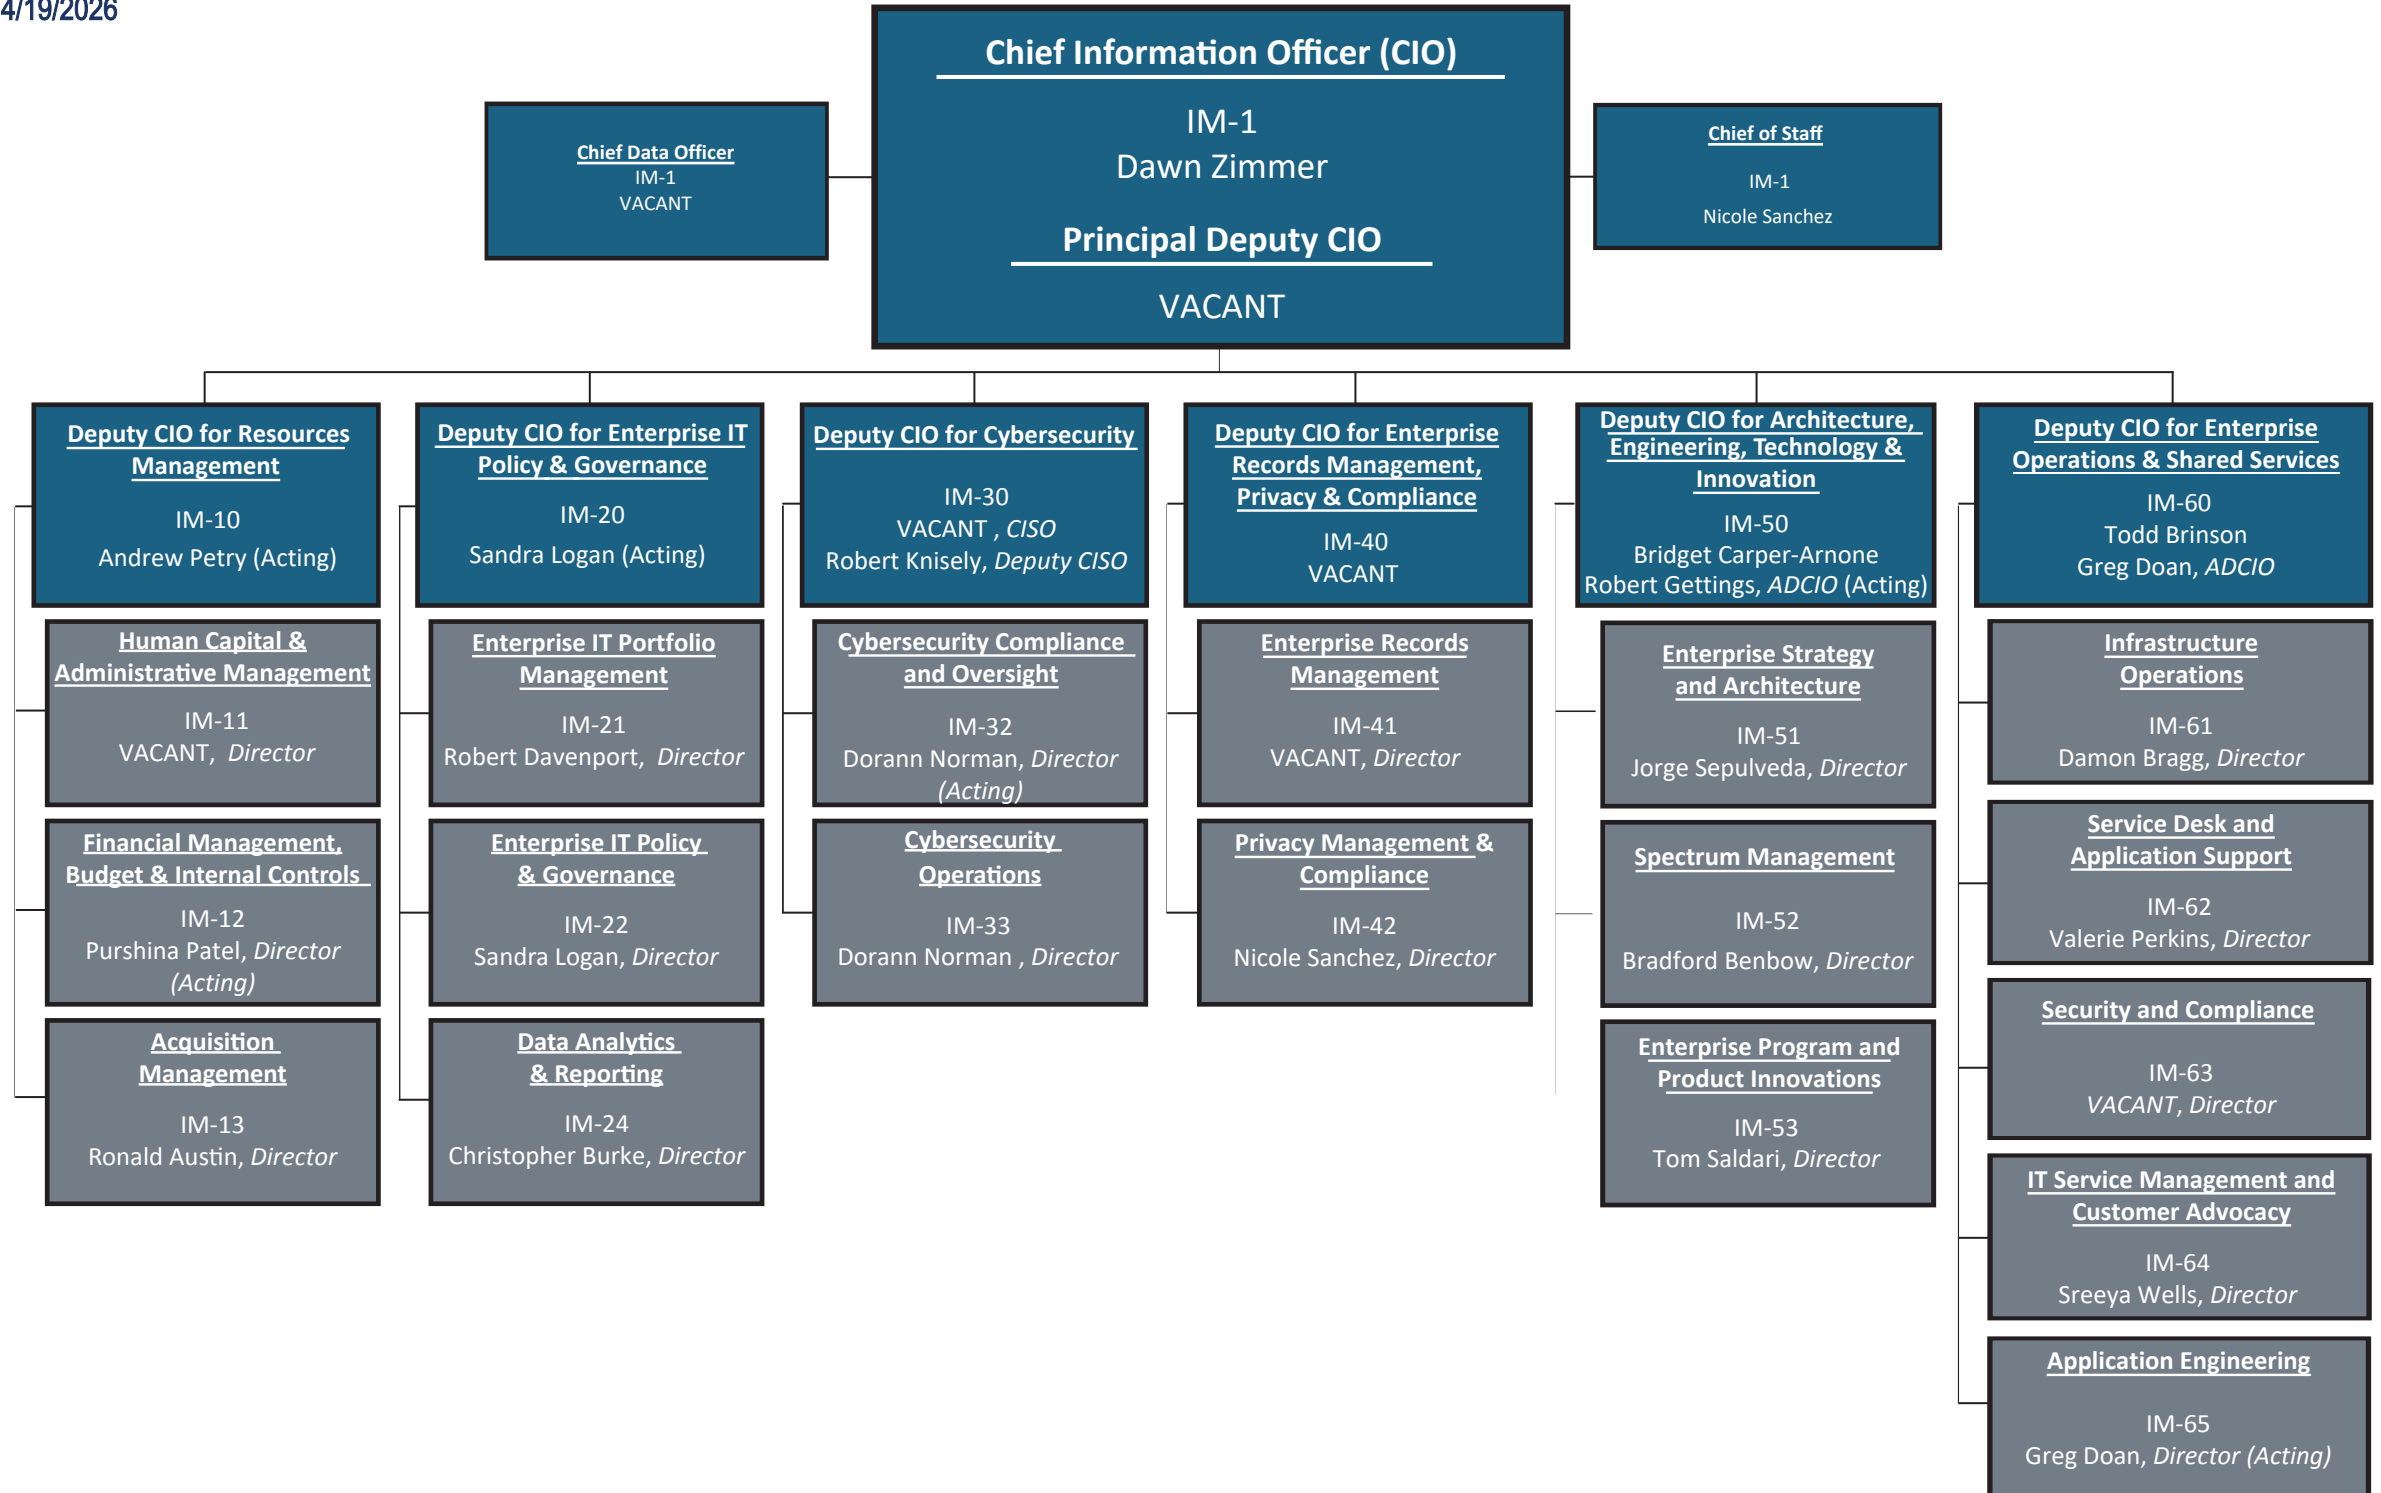 4/19/2026
Chief Information Officer (CIO)
IM-1
Dawn Zimmer
Principal Deputy CIO
VACANT
Chief Data Officer
IM-1
VACANT
Chief of Staff
IM-1
Nicole Sanchez
Deputy CIO for Resources
Management
IM-10
Andrew Petry (Acting)
Human Capital &
Administrative Management
IM-11
VACANT, Director
Financial Management,
Budget & Internal Controls
IM-12
Purshina Patel, Director
(Acting)
Acquisition
Management
IM-13
Ronald Austin, Director
Deputy CIO for Enterprise IT
Policy & Governance
IM-20
Sandra Logan (Acting)
Enterprise IT Portfolio
Management
IM-21
Robert Davenport, Director
Enterprise IT Policy
& Governance
IM-22
Sandra Logan, Director
Data Analytics
& Reporting
IM-24
Christopher Burke, Director
Deputy CIO for Cybersecurity
IM-30
VACANT , CISO
Robert Knisely, Deputy CISO
Cybersecurity Compliance
and Oversight
IM-32
Dorann Norman, Director
(Acting)
Cybersecurity
Operations
IM-33
Dorann Norman , Director
Deputy CIO for Enterprise
Records Management,
Privacy & Compliance
IM-40
VACANT
Enterprise Records
Management
IM-41
VACANT, Director
Privacy Management &
Compliance
IM-42
Nicole Sanchez, Director
Deputy CIO for Architecture,
Engineering, Technology &
Innovation
IM-50
Bridget Carper-Arnone
Robert Gettings, ADCIO (Acting)
Enterprise Strategy
and Architecture
IM-51
Jorge Sepulveda, Director
Spectrum Management
IM-52
Bradford Benbow, Director
Enterprise Program and
Product Innovations
IM-53
Tom Saldari, Director
Deputy CIO for Enterprise
Operations & Shared Services
IM-60
Todd Brinson
Greg Doan, ADCIO
Infrastructure
Operations
IM-61
Damon Bragg, Director
Service Desk and
Application Support
IM-62
Valerie Perkins, Director
Security and Compliance
IM-63
VACANT, Director
IT Service Management and
Customer Advocacy
IM-64
Sreeya Wells, Director
Application Engineering
IM-65
Greg Doan, Director (Acting)